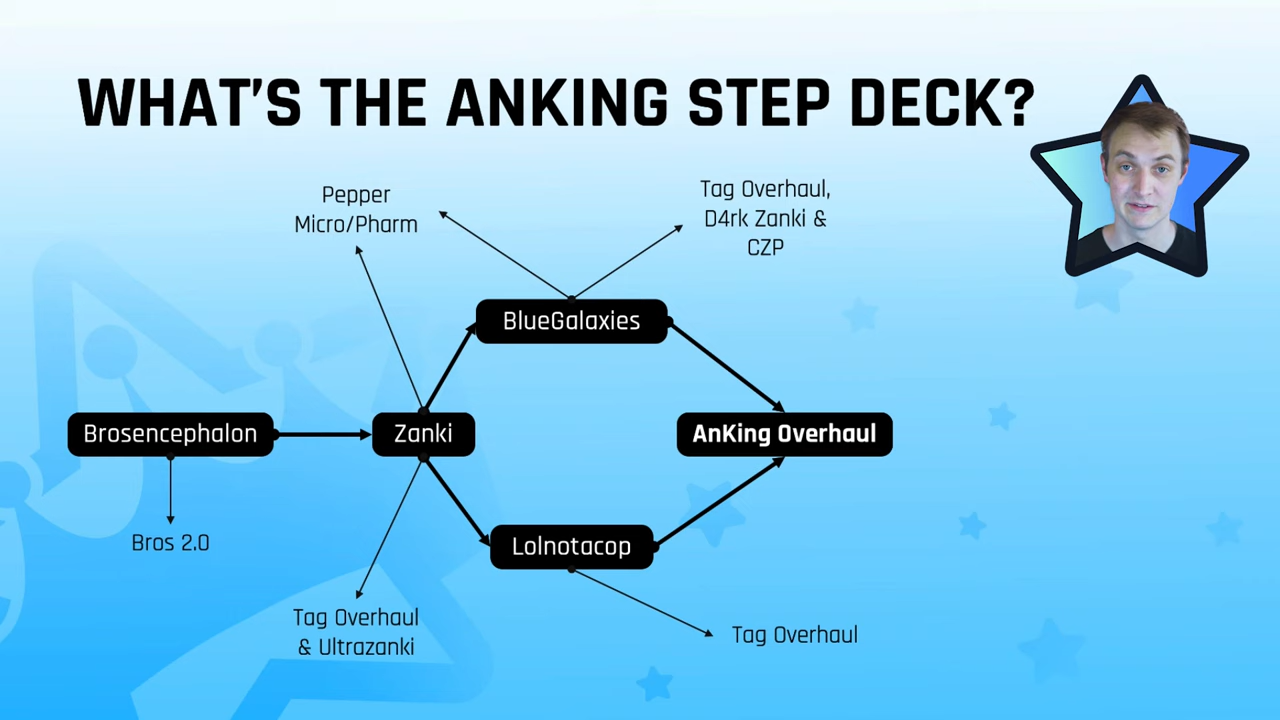 WHAT'S THE ANKING STEP DECK?
Pepper
Micro/Pharm
Tag Overhaul,
D4rk Zanki &
CZP
BlueGalaxies
Brosencephalon
Zanki
AnKing Overhaul
Bros 2.0
Lolnotacop
Tag Overhaul
& Ultrazanki
Tag Overhaul